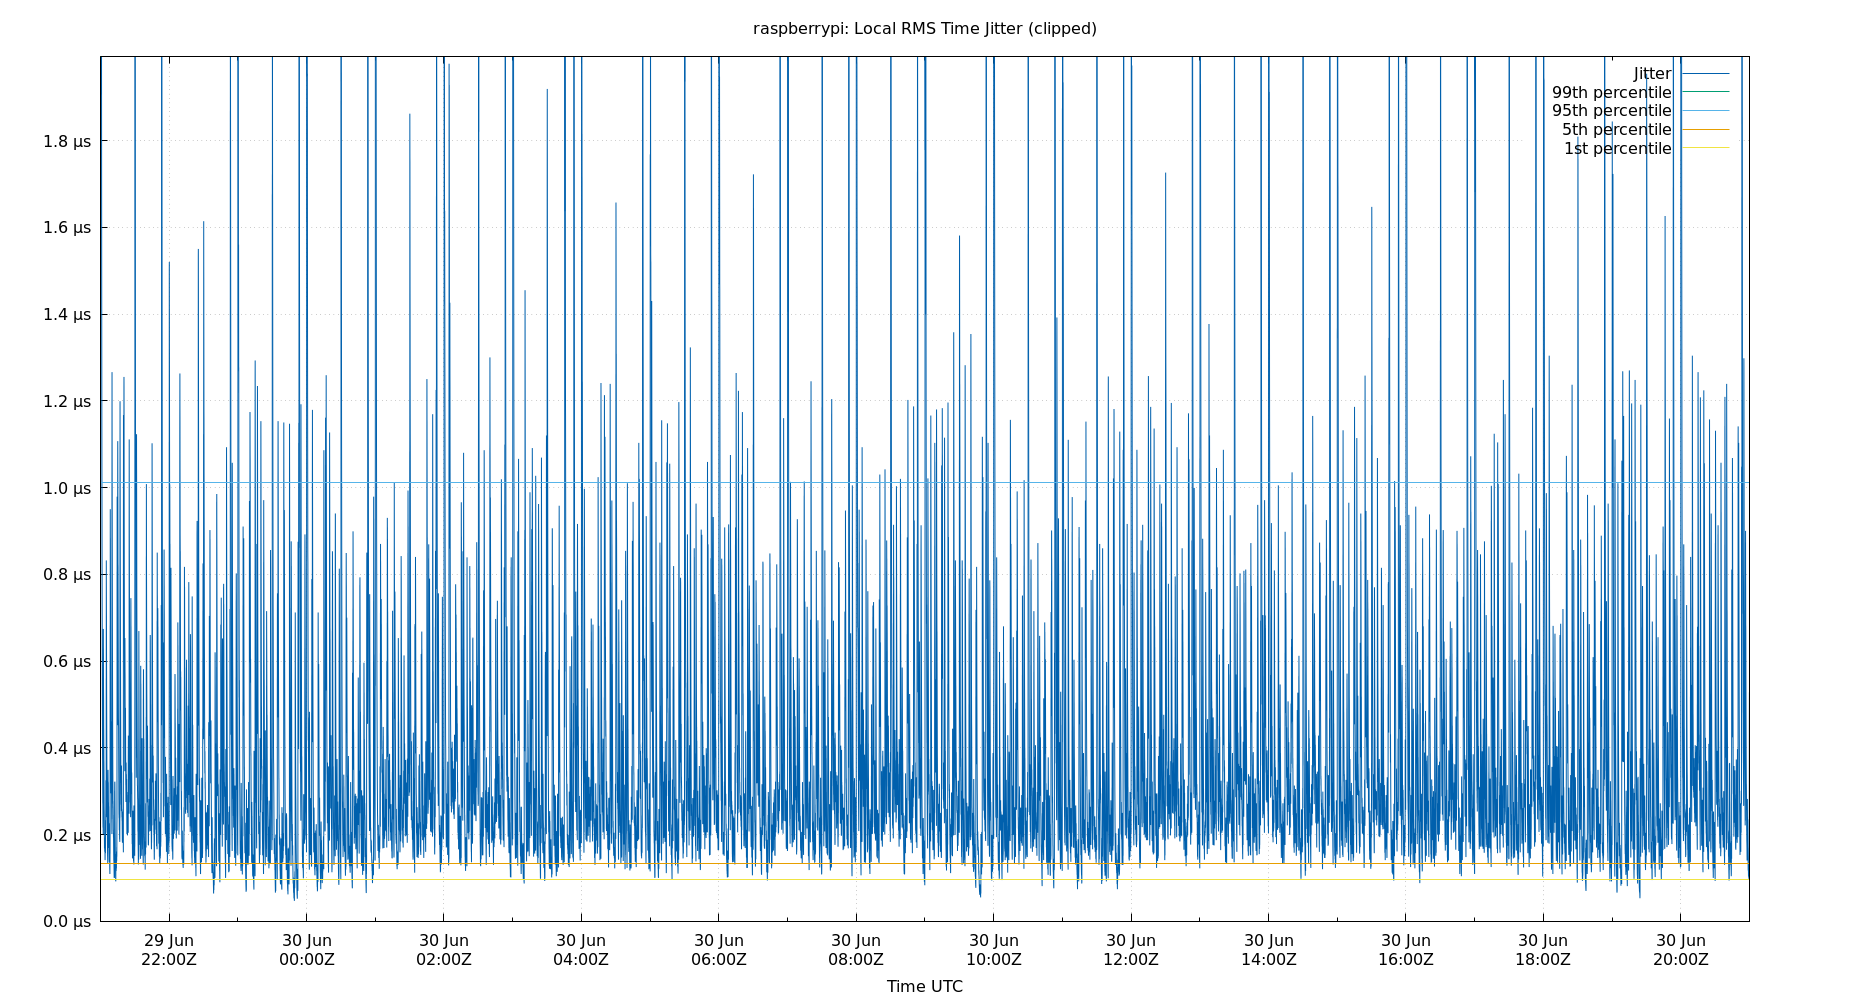 raspberrypi: Local RMS Time Jitter (clipped)
Jitter
99th percentile
95th percentile
5th percentile
1st percentile
1.8 µs
1.6 µs
1.4 µs
1.2 µs
1.0 µs
0.8 µs
0.6 µs
0.4 µs
0.2 µs
0.0 µs
29 Jun 30 Jun 30 Jun 30 Jun 30 Jun 30 Jun 30 Jun 30 Jun 30 Jun 30 Jun 30 Jun 30 Jun
22:00Z 00:00Z 02:00Z 04:00Z 06:00Z 08:00Z 10:00Z 12:00Z 14:00Z 16:00Z 18:00Z 20:00Z
Time UTC